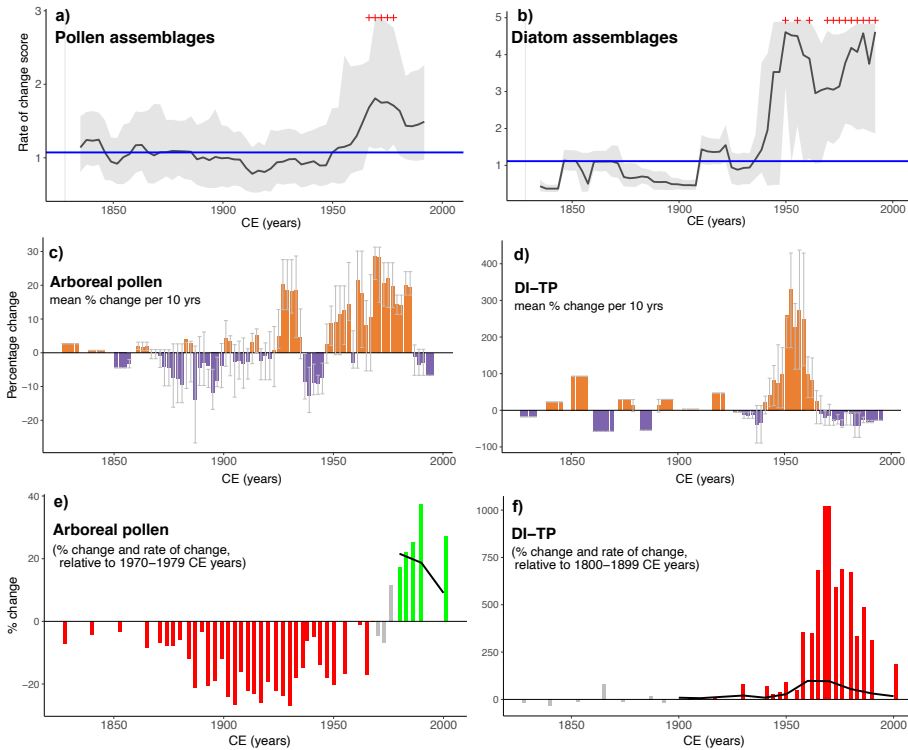 a)
Pollen assemblages
Rate of change score
3
2
1
1850
1900
1950
2000
CE (years)
b)
Diatom assemblages
5
4
3
2
1
1850
1900
1950
2000
CE (years)
c)
Arboreal pollen
mean % change per 10 yrs
Percentage change
30
20
10
0
−10
−20
1850
1900
1950
2000
CE (years)
d)
DI−TP
mean % change per 10 yrs
400
300
200
100
0
−100
1850
1900
1950
2000
CE (years)
e)
Arboreal pollen
(% change and rate of change,
relative to 1970−1979 CE years)
% change
40
20
0
−20
1850
1900
1950
2000
CE (years)
f)
DI−TP
(% change and rate of change,
relative to 1800−1899 CE years)
1000
750
500
250
0
1850
1900
1950
2000
CE (years)